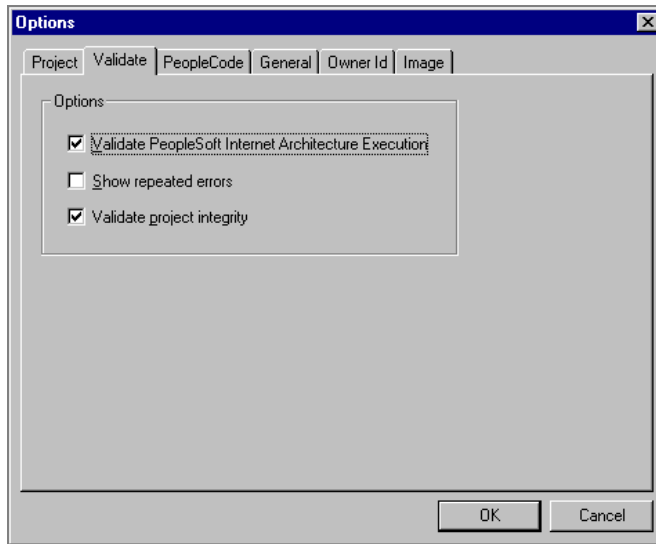 Options
Project Validate PeopleCode General Owner Id Image
Options
Validate PeopleSoft Internet Architecture Execution
Show repeated errors
Validate project integrity
OK Cancel